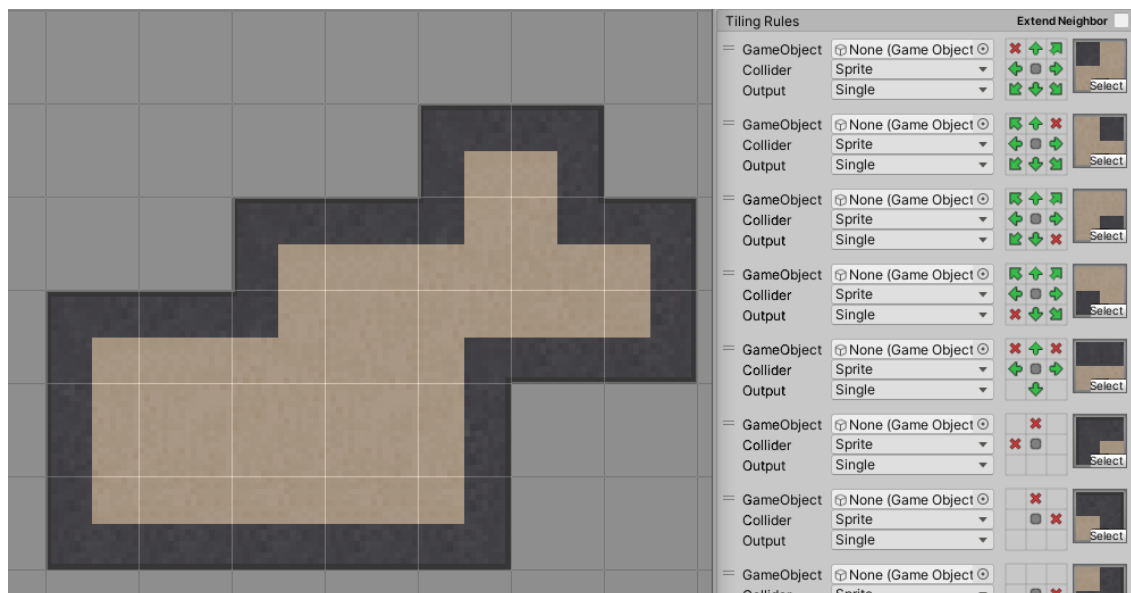 Tiling Rules Extend Neighbor
GameObject None (Game Object
Collider Sprite
Output Single Select
GameObject None (Game Object
Collider Sprite
Output Single Select
GameObject None (Game Object
Collider Sprite
Output Single Select
GameObject None (Game Object
Collider Sprite
Output Single Select
GameObject None (Game Object
Collider Sprite
Output Single Select
GameObject None (Game Object
Collider Sprite
Output Single Select
GameObject None (Game Object
Collider Sprite
Output Single Select
GameObject None (Game Object
Collider Sprite